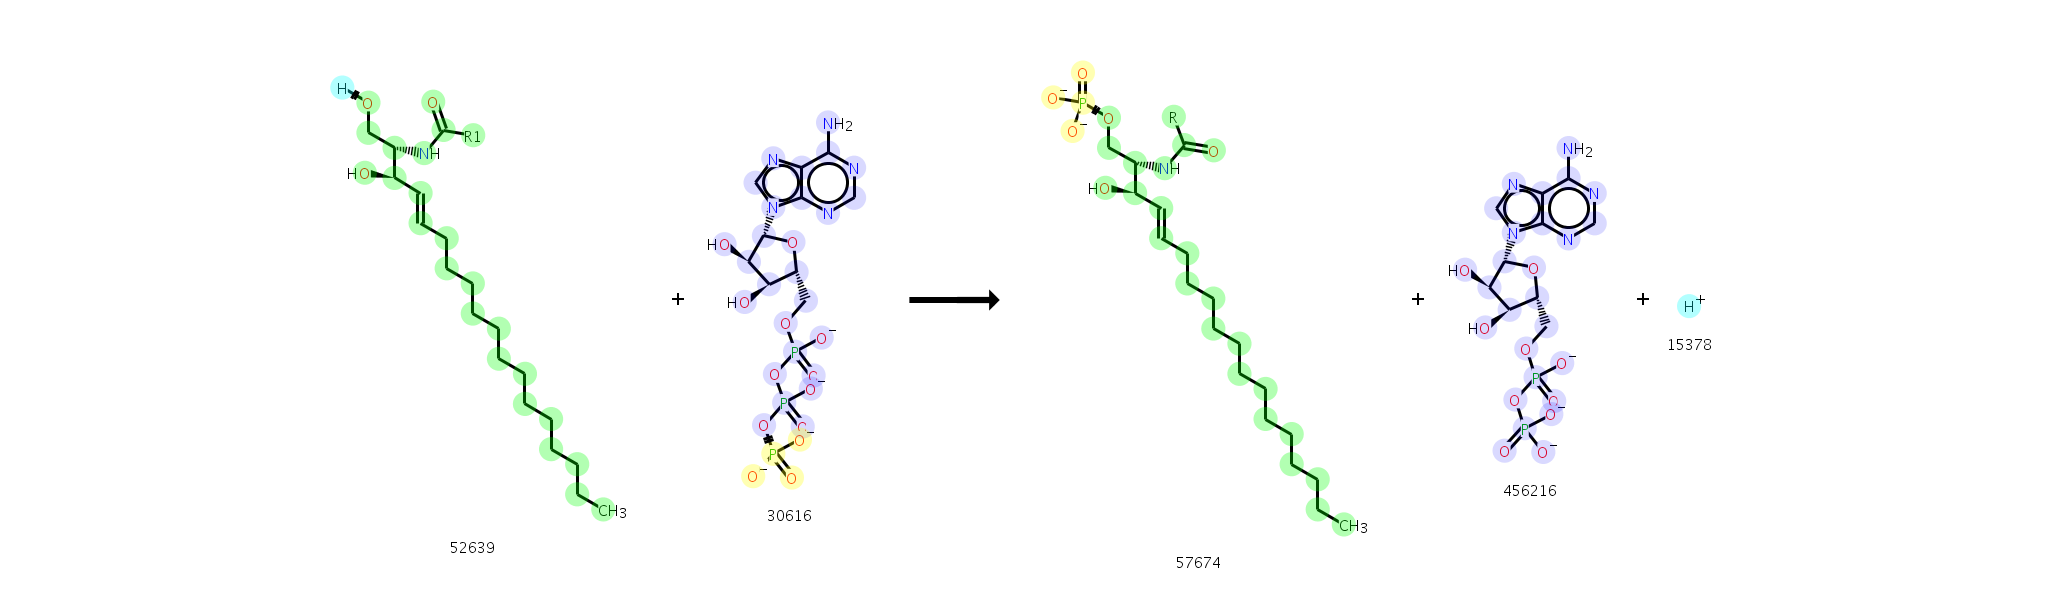 H O O R1
NH
HO
CH3
52639
+
NH2
N N N N
HO O
HO
O O−
P
O O O−
P
O O O−
P
O− O
30616
O
O− P O R
O− O
NH
HO
CH3
57674
+
NH2
N N N N
HO O
HO
O O−
P
O O O−
P
O O−
456216
+
H+
15378